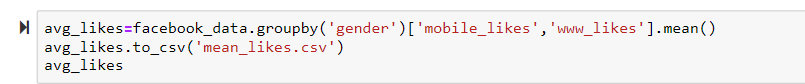 avg_likes=facebook_data.groupby('gender')['mobile_likes','www_likes'].mean()
avg_likes.to_csv('mean_likes.csv')
avg_likes